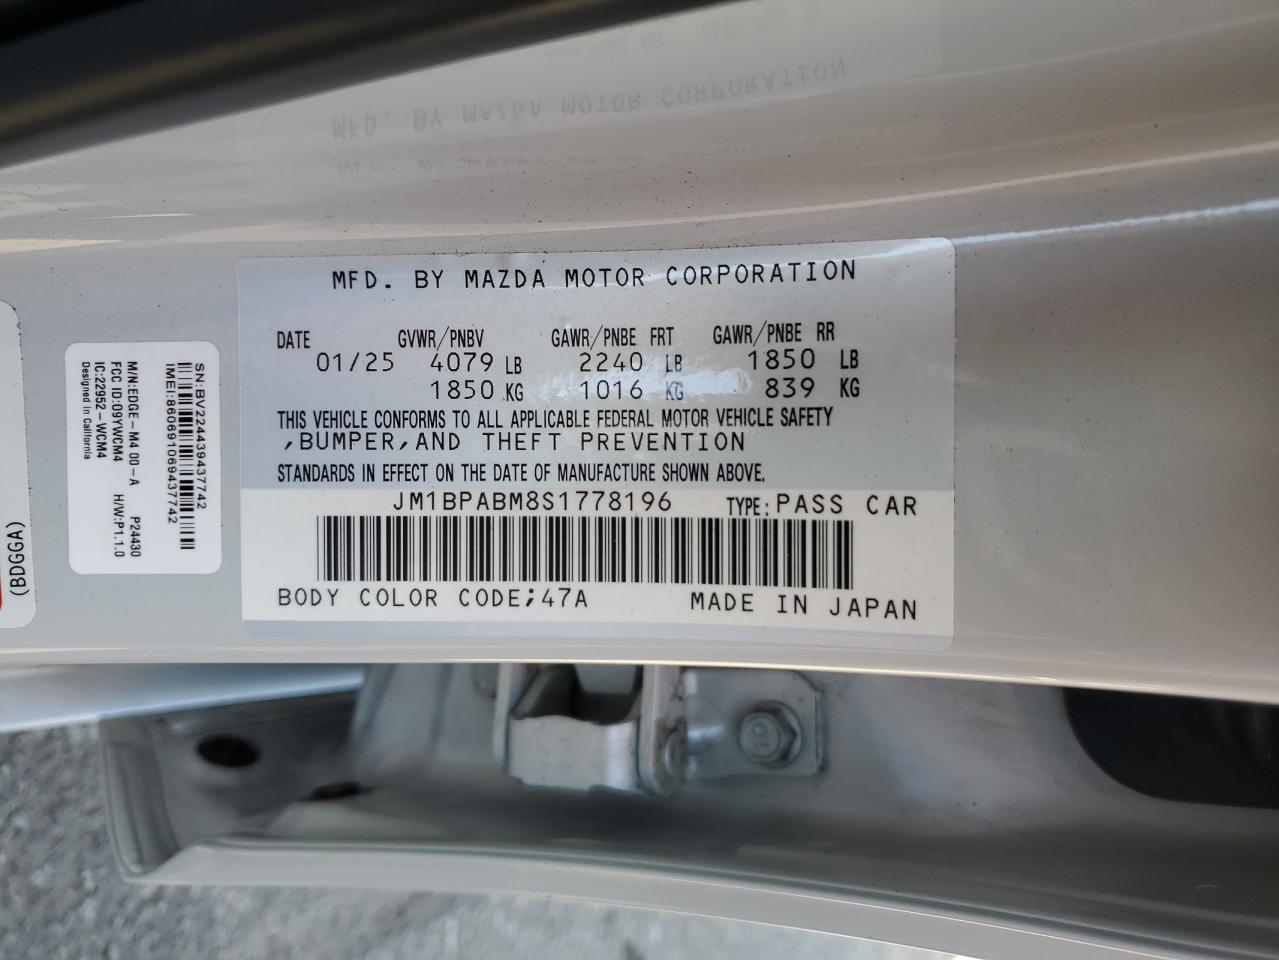 MFD. BY MAZDA MOTOR CORPORATION
DATE GVWR/PNBV GAWR/PNBE FRT GAWR/PNBE RR
01/25 4079 LB 2240 LB 1850 LB
1850 KG 1016 KG 839 KG
THIS VEHICLE CONFORMS TO ALL APPLICABLE FEDERAL MOTOR VEHICLE SAFETY
,BUMPER,AND THEFT PREVENTION
STANDARDS IN EFFECT ON THE DATE OF MANUFACTURE SHOWN ABOVE.
JM1BPABM8S1778196 TYPE:PASS CAR
BODY COLOR CODE;47A MADE IN JAPAN
SN:BV224439437742
IMEI:860691069437742
M/N:EDGE-M4 00-A P24430
FCC ID:09YWCM4 H/W:P1.1.0
IC:22952-WCM4
Designed in California
(BDGGA)